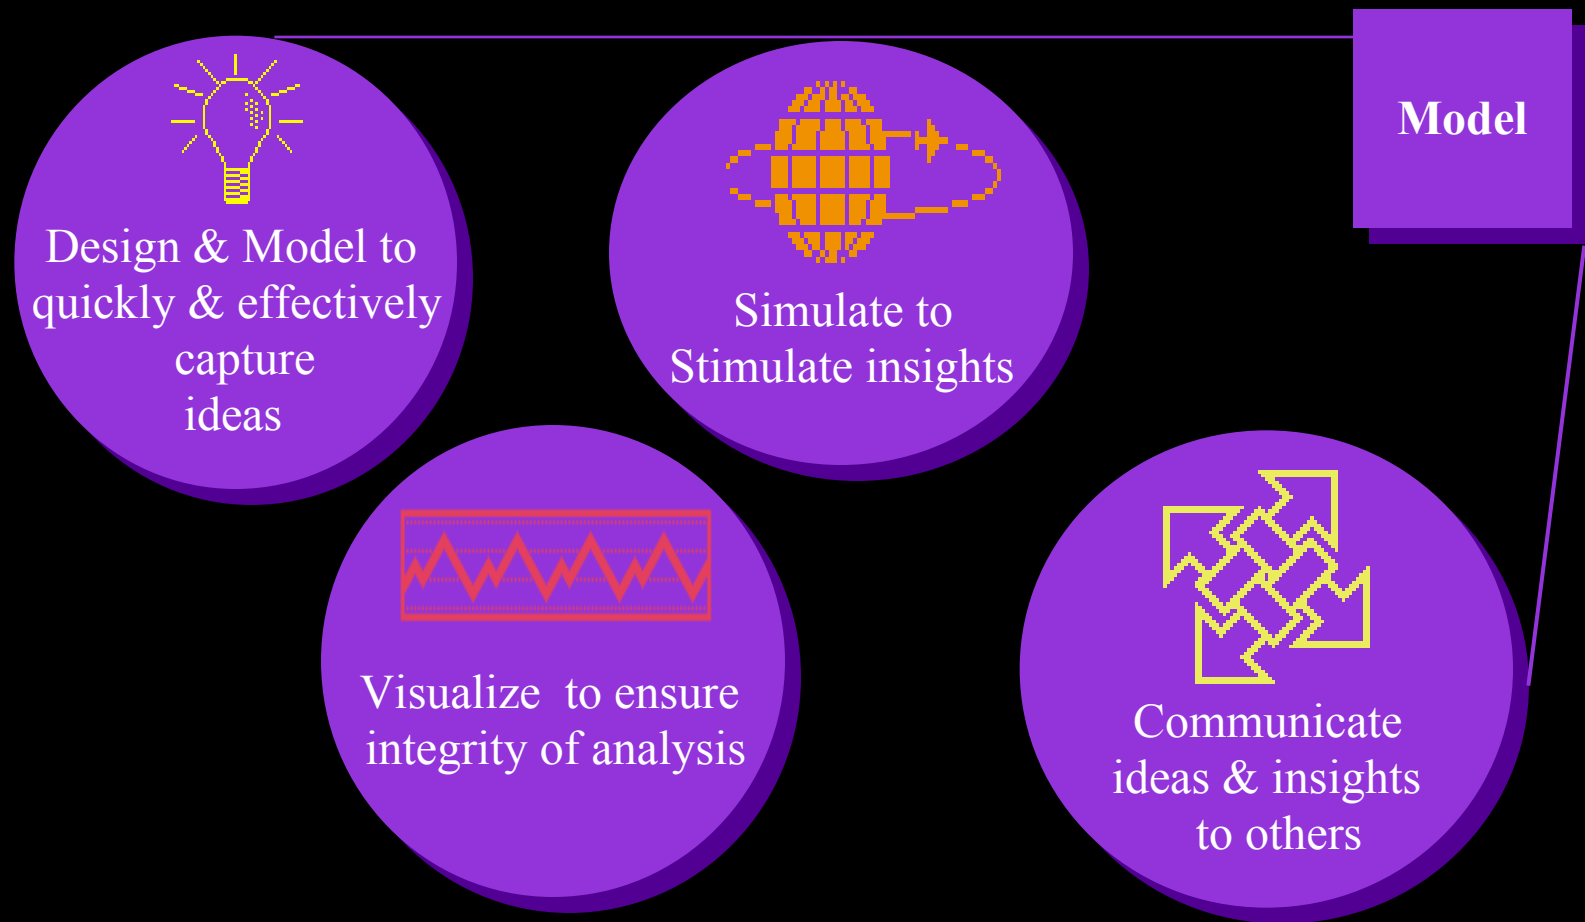 Model
Design & Model to
quickly & effectively
capture
ideas
Simulate to
Stimulate insights
Visualize  to ensure
integrity of analysis
Communicate
ideas & insights
to others